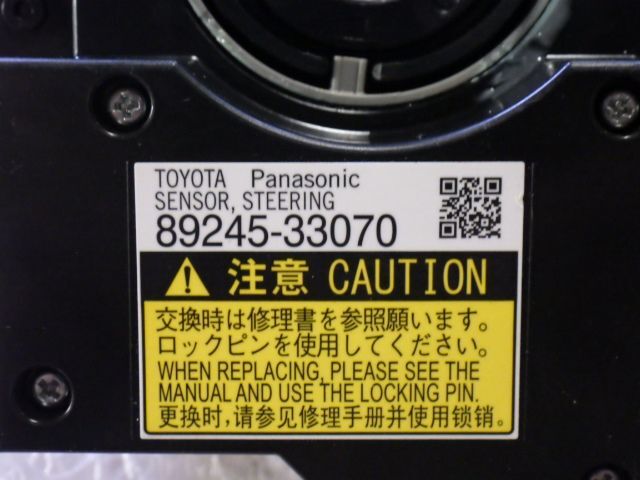 TOYOTA Panasonic
SENSOR, STEERING
89245-33070
注意 CAUTION
交換時は修理書を参照願います。
ロックピンを使用してください。
WHEN REPLACING, PLEASE SEE THE
MANUAL AND USE THE LOCKING PIN.
更换时,请参见修理手册并使用锁销。